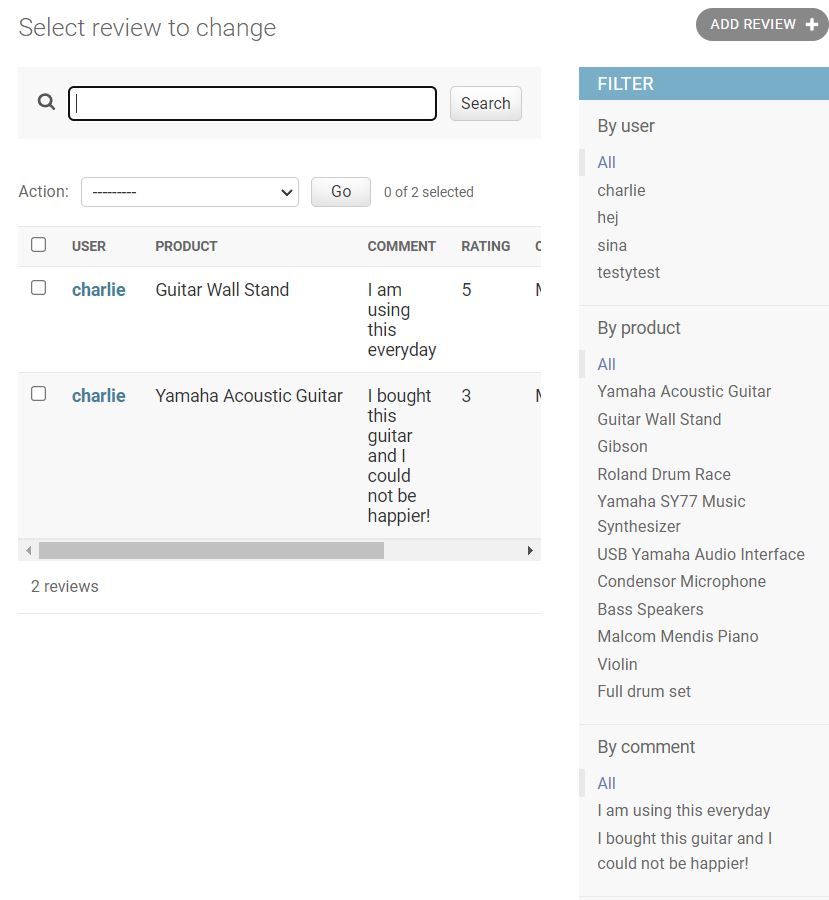 Select review to change
ADD REVIEW
Search
Action: --------- Go 0 of 2 selected
USER PRODUCT COMMENT RATING
charlie Guitar Wall Stand I am 5
using
this
everyday
charlie Yamaha Acoustic Guitar I bought 3
this
guitar
and I
could
not be
happier!
2 reviews
FILTER
By user
All
charlie
hej
sina
testytest
By product
All
Yamaha Acoustic Guitar
Guitar Wall Stand
Gibson
Roland Drum Race
Yamaha SY77 Music
Synthesizer
USB Yamaha Audio Interface
Condensor Microphone
Bass Speakers
Malcom Mendis Piano
Violin
Full drum set
By comment
All
I am using this everyday
I bought this guitar and I
could not be happier!